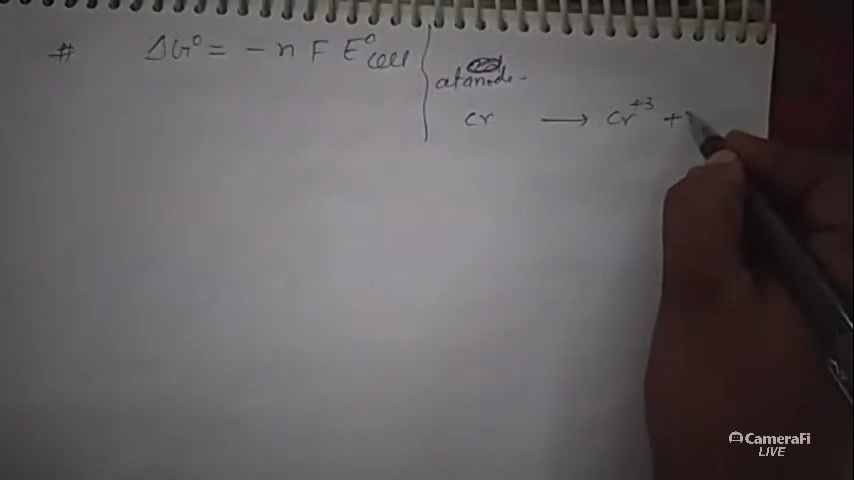 # ΔG° = - n F E°cell
at anode -
Cr → Cr+3 +
CameraFi
LIVE